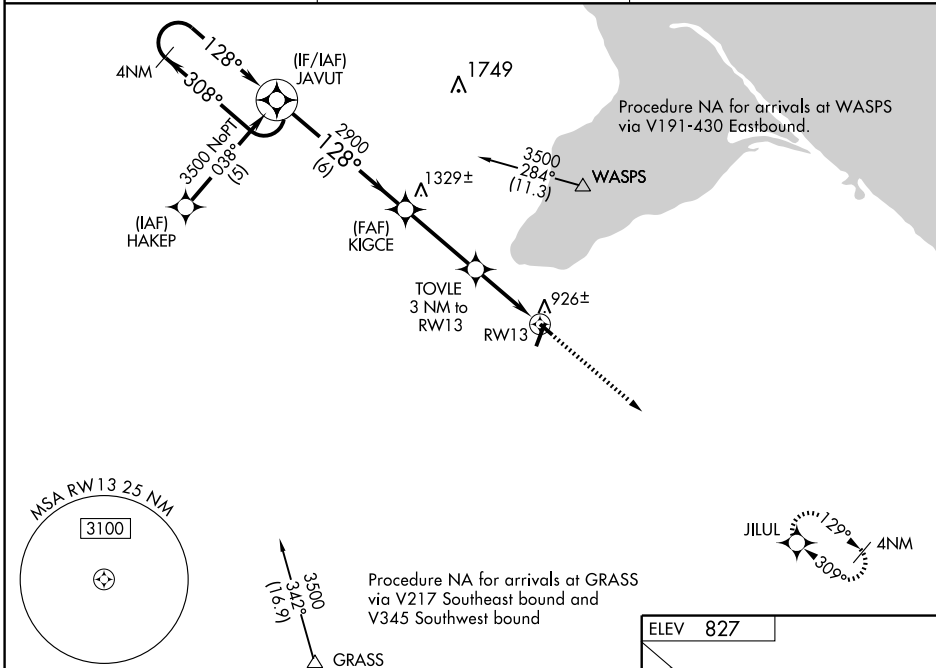 4NM
128°
308°
(IF/IAF)
JAVUT
1749
Procedure NA for arrivals at WASPS
via V191-430 Eastbound.
3500 NoPT
038°
(5)
2900
128°
(6)
3500
284°
(11.3)
WASPS
1329±
(IAF)
HAKEP
(FAF)
KIGCE
TOVLE
3 NM to
RW13
926±
RW13
MSA RW13 25 NM
3100
JILUL
129°
309°
4NM
3500
342°
(16.9)
Procedure NA for arrivals at GRASS
via V217 Southeast bound and
V345 Southwest bound
GRASS
ELEV 827